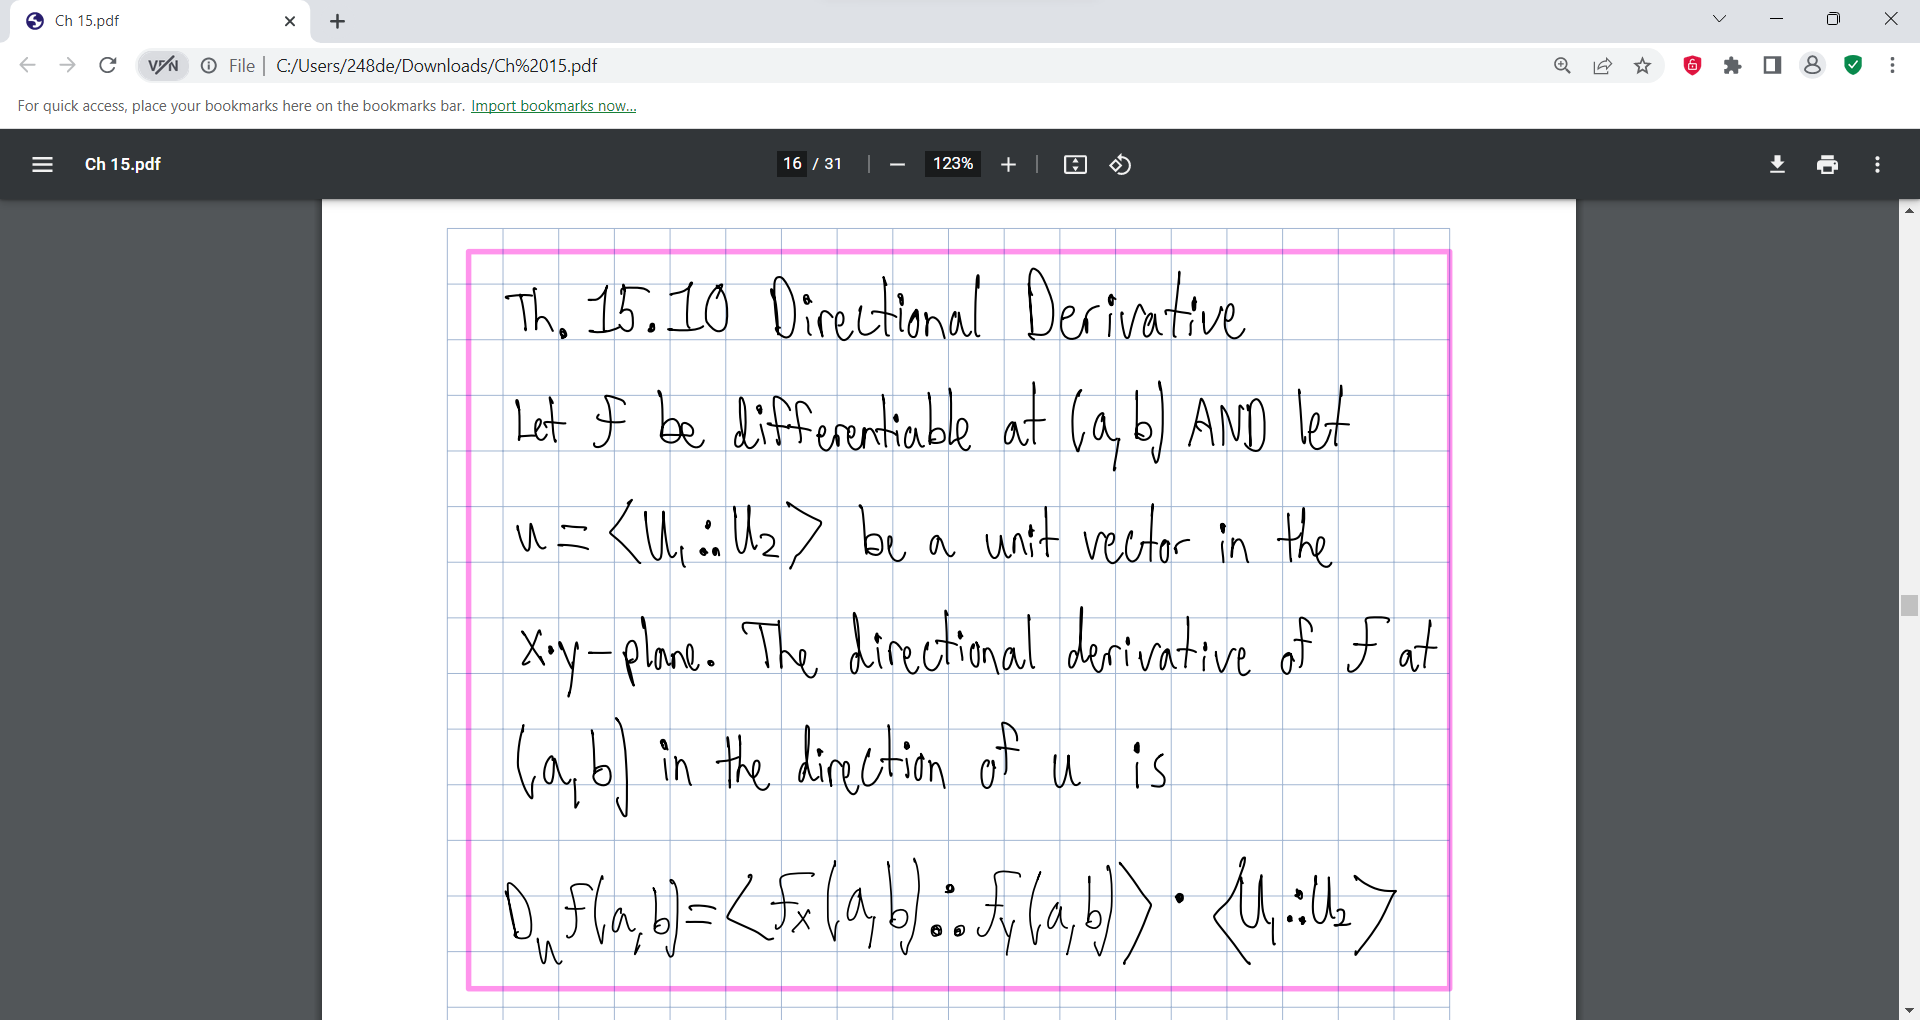 Ch 15.pdf
VPN File C:/Users/248de/Downloads/Ch%2015.pdf
For quick access, place your bookmarks here on the bookmarks bar. Import bookmarks now...
Ch 15.pdf 16 / 31 123%
Th. 15.10 Directional Derivative
Let f be differentiable at (a,b) AND let
u = <u₁ ∴ u₂> be a unit vector in the
x·y-plane. The directional derivative of f at
(a,b) in the direction of u is
Dᵤ f(a,b) = <fₓ(a,b) ∴ fᵧ(a,b)> · <u₁ ∴ u₂>